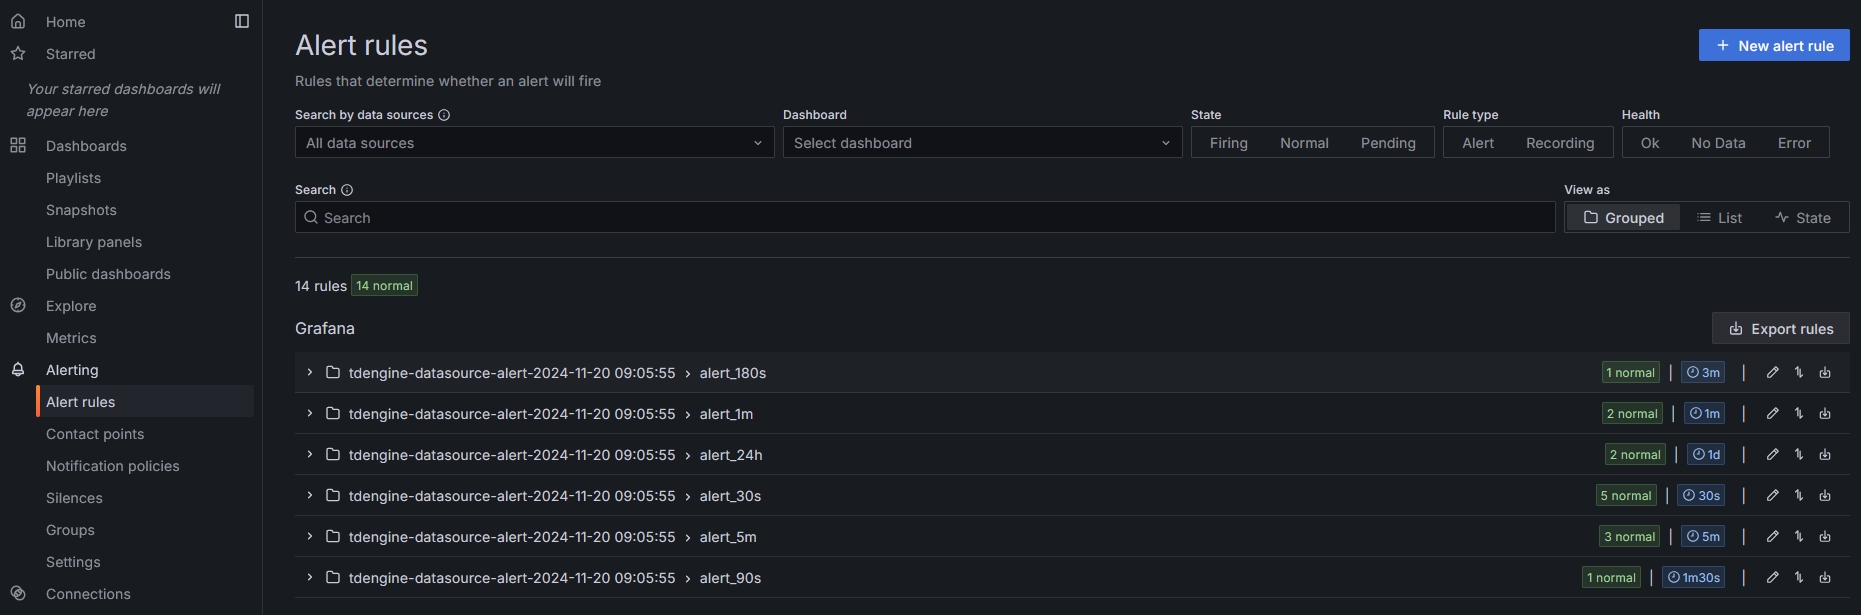 Home
Starred
Your starred dashboards will
appear here
Dashboards
Playlists
Snapshots
Library panels
Public dashboards
Explore
Metrics
Alerting
Alert rules
Contact points
Notification policies
Silences
Groups
Settings
Connections
Alert rules
New alert rule
Rules that determine whether an alert will fire
Search by data sources Dashboard State Rule type Health
All data sources Select dashboard Firing Normal Pending Alert Recording Ok No Data Error
Search View as
Search Grouped List State
14 rules 14 normal
Grafana Export rules
tdengine-datasource-alert-2024-11-20 09:05:55 › alert_180s 1 normal | 3m |
tdengine-datasource-alert-2024-11-20 09:05:55 › alert_1m 2 normal | 1m |
tdengine-datasource-alert-2024-11-20 09:05:55 › alert_24h 2 normal | 1d |
tdengine-datasource-alert-2024-11-20 09:05:55 › alert_30s 5 normal | 30s |
tdengine-datasource-alert-2024-11-20 09:05:55 › alert_5m 3 normal | 5m |
tdengine-datasource-alert-2024-11-20 09:05:55 › alert_90s 1 normal | 1m30s |